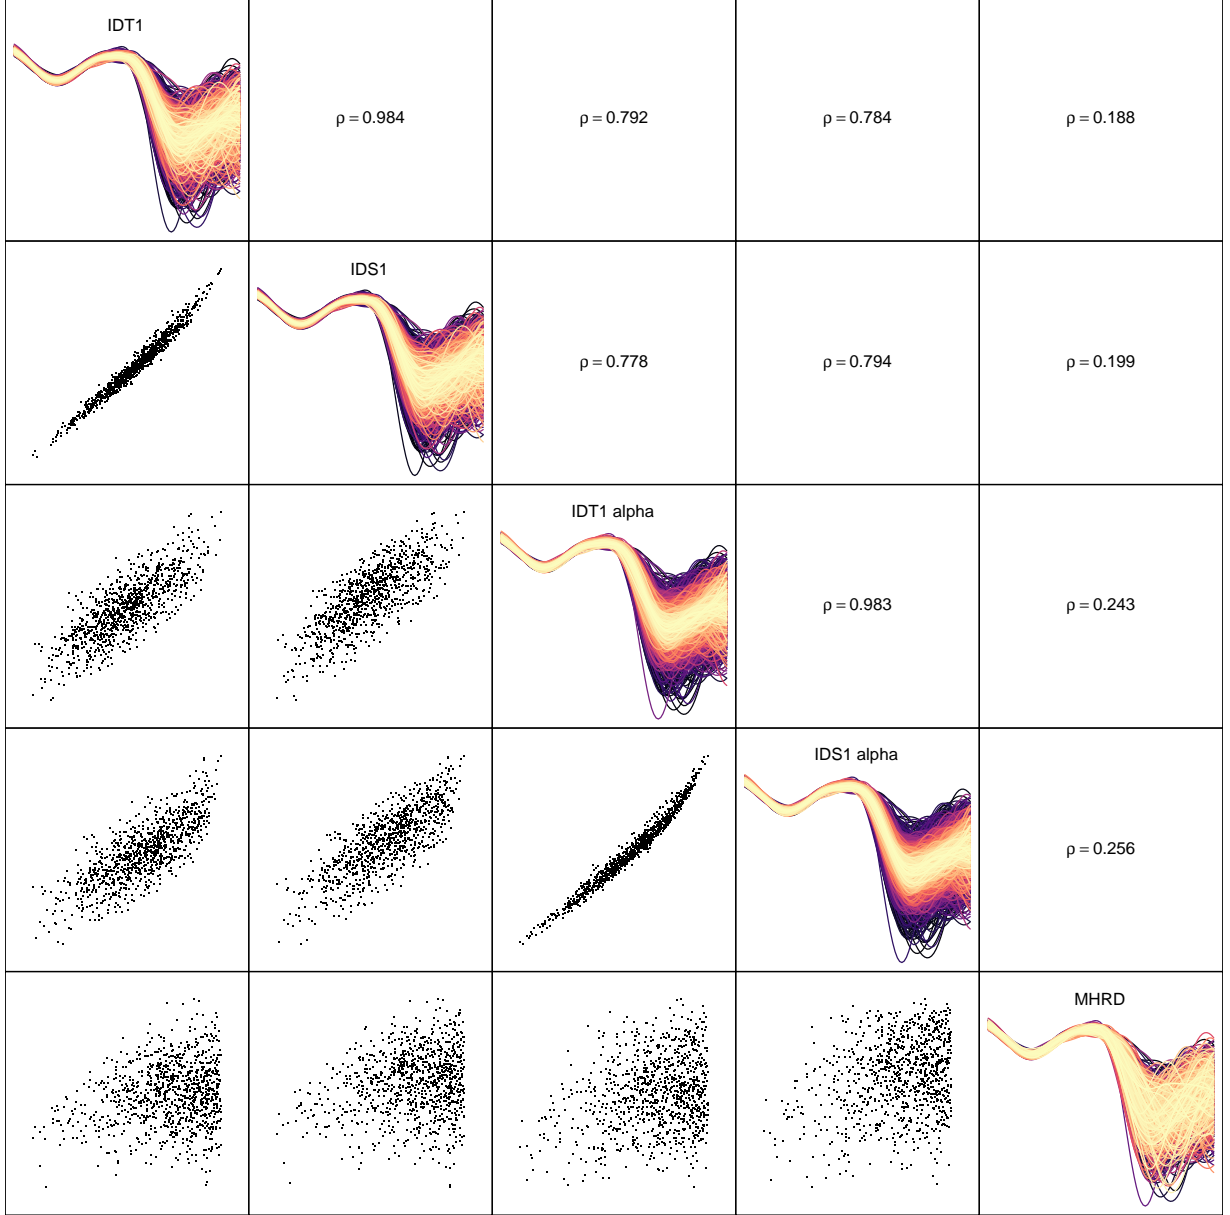 IDT1
ρ = 0.984
ρ = 0.792
ρ = 0.784
ρ = 0.188
IDS1
ρ = 0.778
ρ = 0.794
ρ = 0.199
IDT1 alpha
ρ = 0.983
ρ = 0.243
IDS1 alpha
ρ = 0.256
MHRD